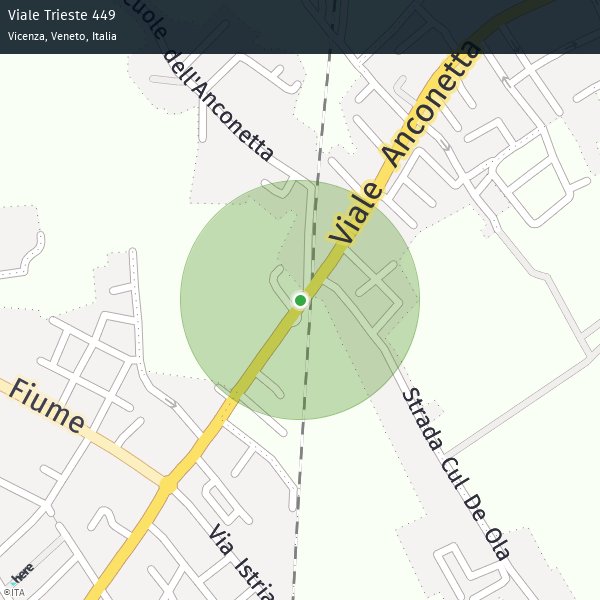 Viale Trieste 449
Vicenza, Veneto, Italia
cuole dell'Anconetta
Viale Anconetta
Fiume
Strada Cul De Ola
Via Istria
here
©ITA